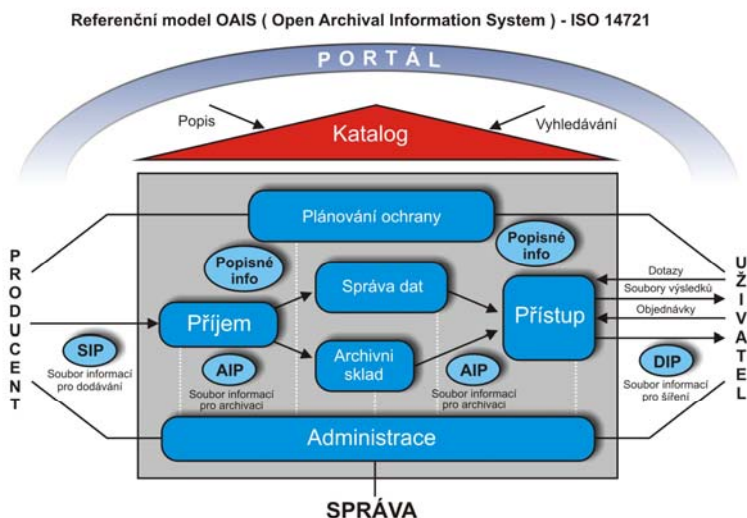 Referenční model OAIS ( Open Archival Information System ) - ISO 14721
PORTÁL
Popis
Katalog
Vyhledávání
Plánování ochrany
Popisné
info
Popisné
info
PRODUCENT
UŽIVATEL
Správa dat
Příjem
Přístup
Dotazy
Soubory výsledků
Objednávky
SIP
Soubor informací
pro dodávání
AIP
Soubor informací
pro archivaci
Archivni
sklad
AIP
Soubor informací
pro archivaci
DIP
Soubor informací
pro šíření
Administrace
SPRÁVA